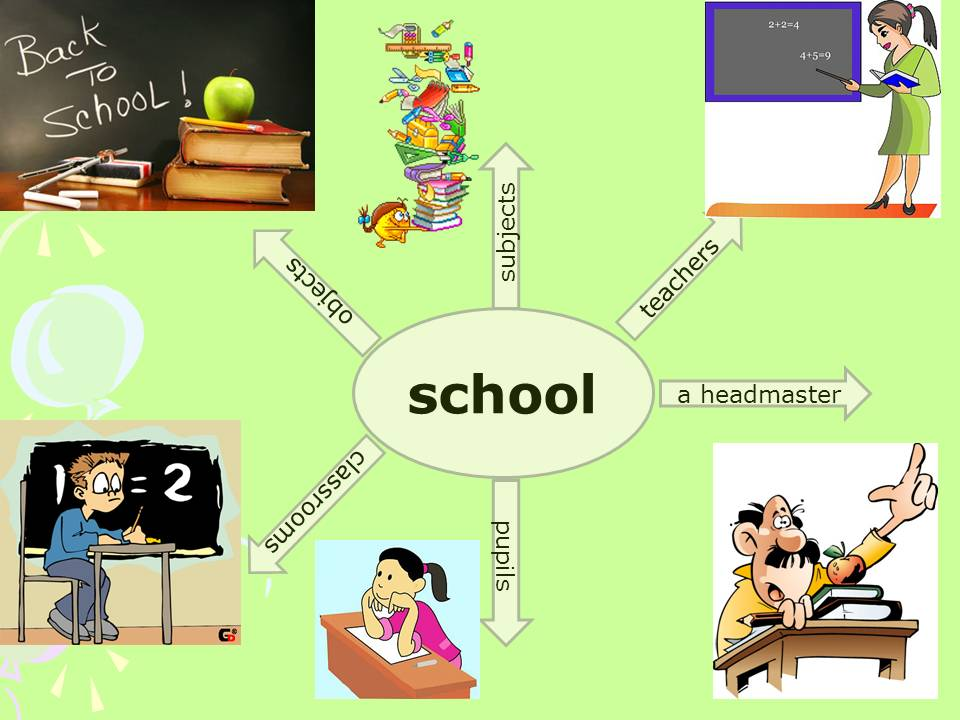 Back
To
School!
2+2=4
4+5=9
subjects
objects
teachers
school
a headmaster
classrooms
pupils
1 = 2